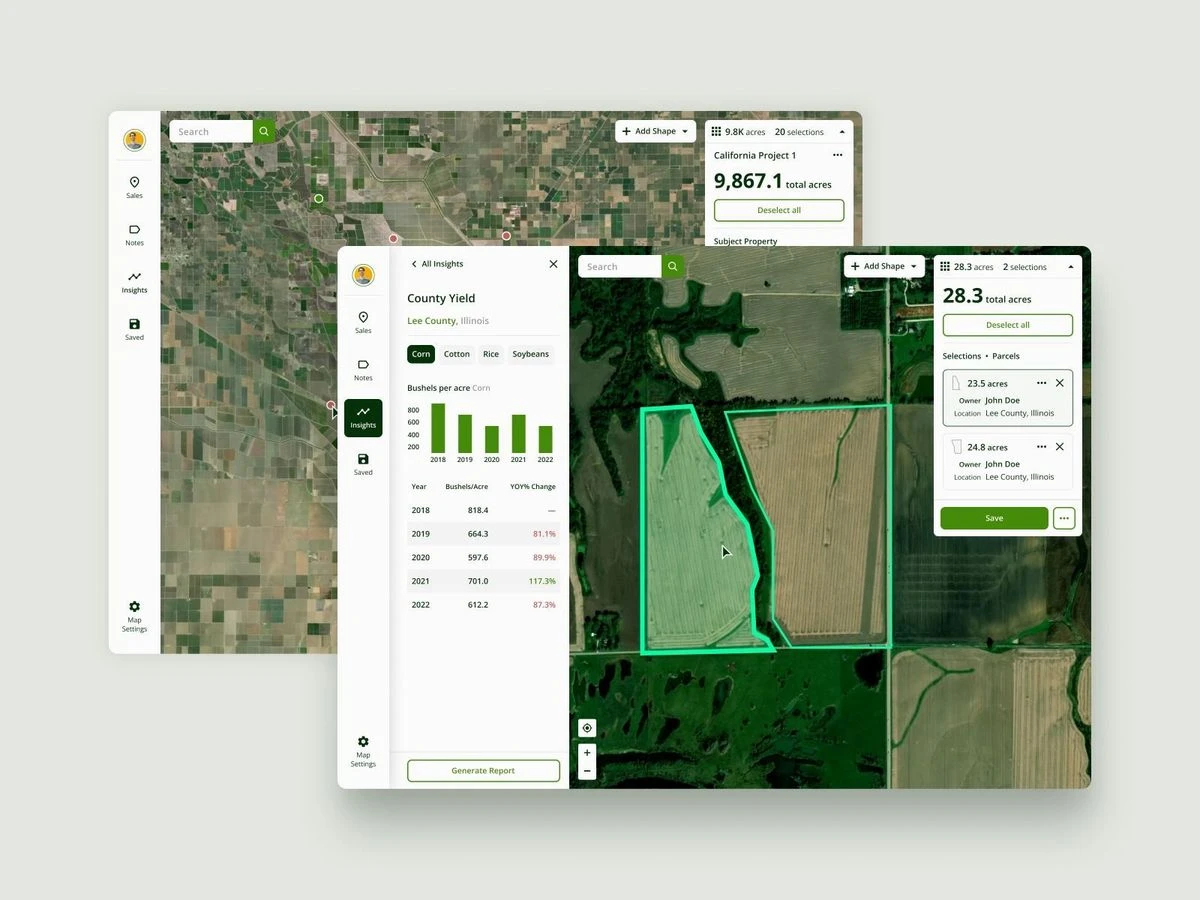 Search
Add Shape
9.8K acres 20 selections
California Project 1
9,867.1 total acres
Deselect all
Subject Property
Sales
Notes
Insights
Saved
Map
Settings
Sales
Notes
Insights
Saved
Map
Settings
All Insights
County Yield
Lee County, Illinois
Corn Cotton Rice Soybeans
Bushels per acre Corn
800
600
400
200
2018 2019 2020 2021 2022
Year Bushels/Acre YOY% Change
2018 818.4 —
2019 664.3 81.1%
2020 597.6 89.9%
2021 701.0 117.3%
2022 612.2 87.3%
Generate Report
Search
Add Shape
28.3 acres 2 selections
28.3 total acres
Deselect all
Selections • Parcels
23.5 acres
Owner John Doe
Location Lee County, Illinois
24.8 acres
Owner John Doe
Location Lee County, Illinois
Save